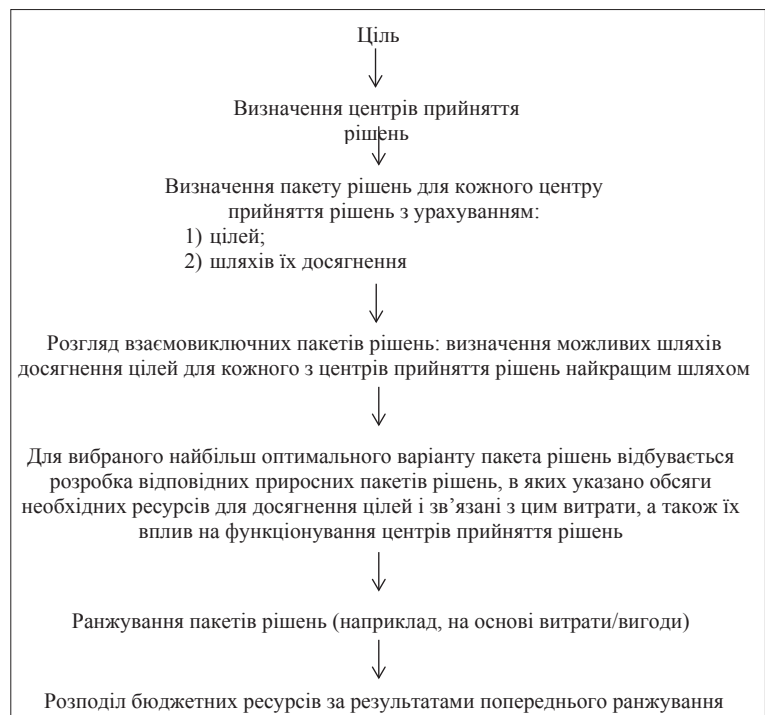 Ціль
Визначення центрів прийняття
рішень
Визначення пакету рішень для кожного центру
прийняття рішень з урахуванням:
1) цілей;
2) шляхів їх досягнення
Розгляд взаємовиключних пакетів рішень: визначення можливих шляхів
досягнення цілей для кожного з центрів прийняття рішень найкращим шляхом
Для вибраного найбільш оптимального варіанту пакета рішень відбувається
розробка відповідних приросних пакетів рішень, в яких указано обсяги
необхідних ресурсів для досягнення цілей і зв’язані з цим витрати, а також їх
вплив на функціонування центрів прийняття рішень
Ранжування пакетів рішень (наприклад, на основі витрати/вигоди)
Розподіл бюджетних ресурсів за результатами попереднього ранжування